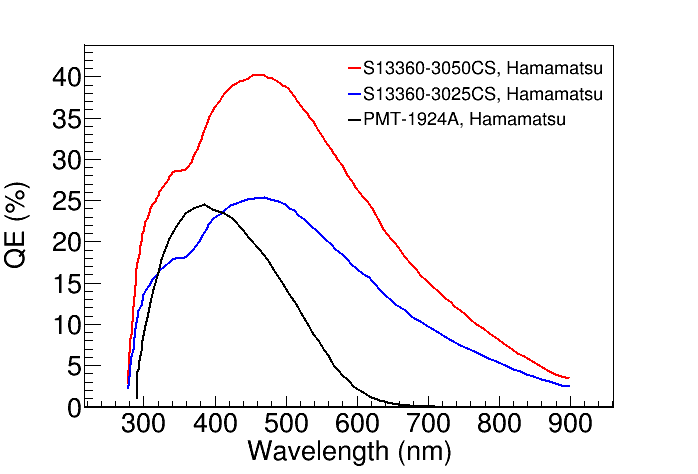 S13360-3050CS, Hamamatsu
S13360-3025CS, Hamamatsu
PMT-1924A, Hamamatsu
QE (%)
40
35
30
25
20
15
10
5
0
300 400 500 600 700 800 900
Wavelength (nm)